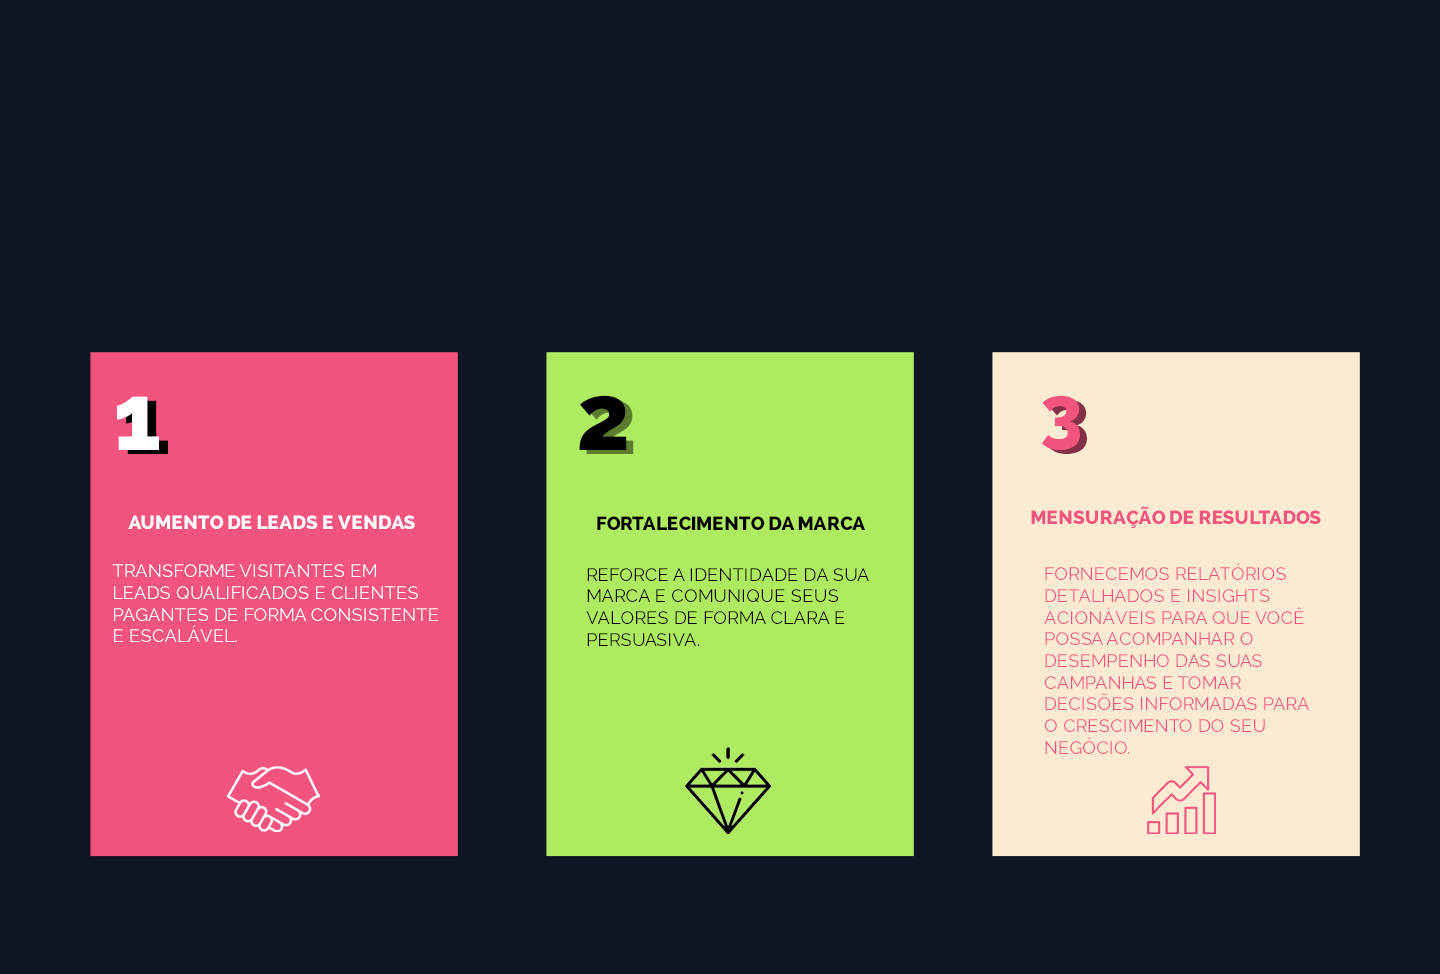 1
AUMENTO DE LEADS E VENDAS
TRANSFORME VISITANTES EM
LEADS QUALIFICADOS E CLIENTES
PAGANTES DE FORMA CONSISTENTE
E ESCALÁVEL.
2
FORTALECIMENTO DA MARCA
REFORCE A IDENTIDADE DA SUA
MARCA E COMUNIQUE SEUS
VALORES DE FORMA CLARA E
PERSUASIVA.
3
MENSURAÇÃO DE RESULTADOS
FORNECEMOS RELATÓRIOS
DETALHADOS E INSIGHTS
ACIONÁVEIS PARA QUE VOCÊ
POSSA ACOMPANHAR O
DESEMPENHO DAS SUAS
CAMPANHAS E TOMAR
DECISÕES INFORMADAS PARA
O CRESCIMENTO DO SEU
NEGÓCIO.